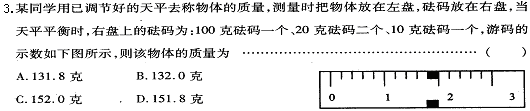 3.某同学用已调节好的天平去称物体的质量,测量时把物体放在左盘,砝码放在右盘,当
天平平衡时,右盘上的砝码为:100克砝码一个、20克砝码二个、10克砝码一个,游码的
示数如下图所示,则该物体的质量为 ………………………………………( )
A.131.8 克 B.132.0 克
C.152.0 克 . D.151.8 克
0 1 2 3